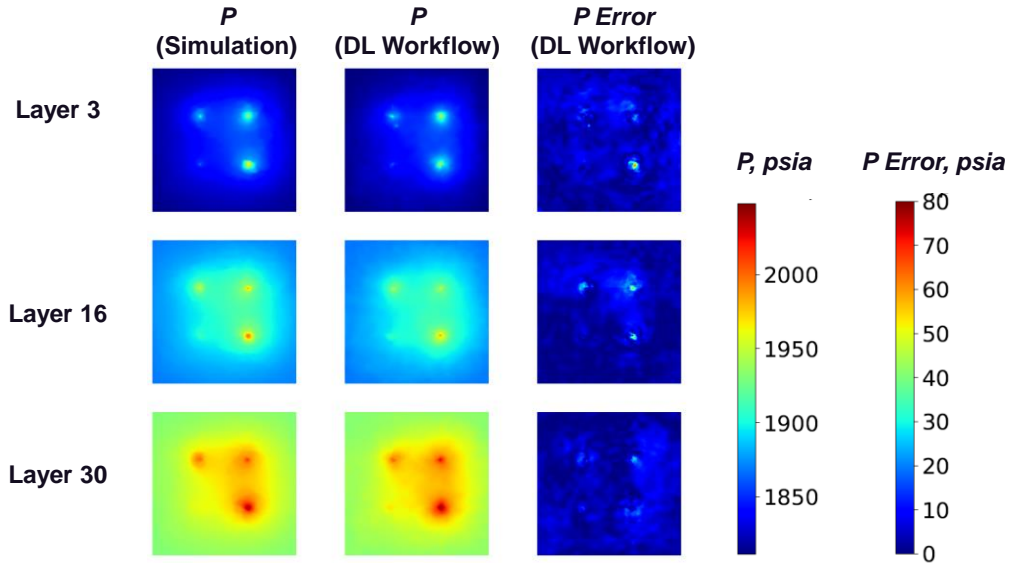 P
(Simulation)
P
(DL Workflow)
P Error
(DL Workflow)
Layer 3
Layer 16
Layer 30
P, psia
2000
1950
1900
1850
P Error, psia
80
70
60
50
40
30
20
10
0